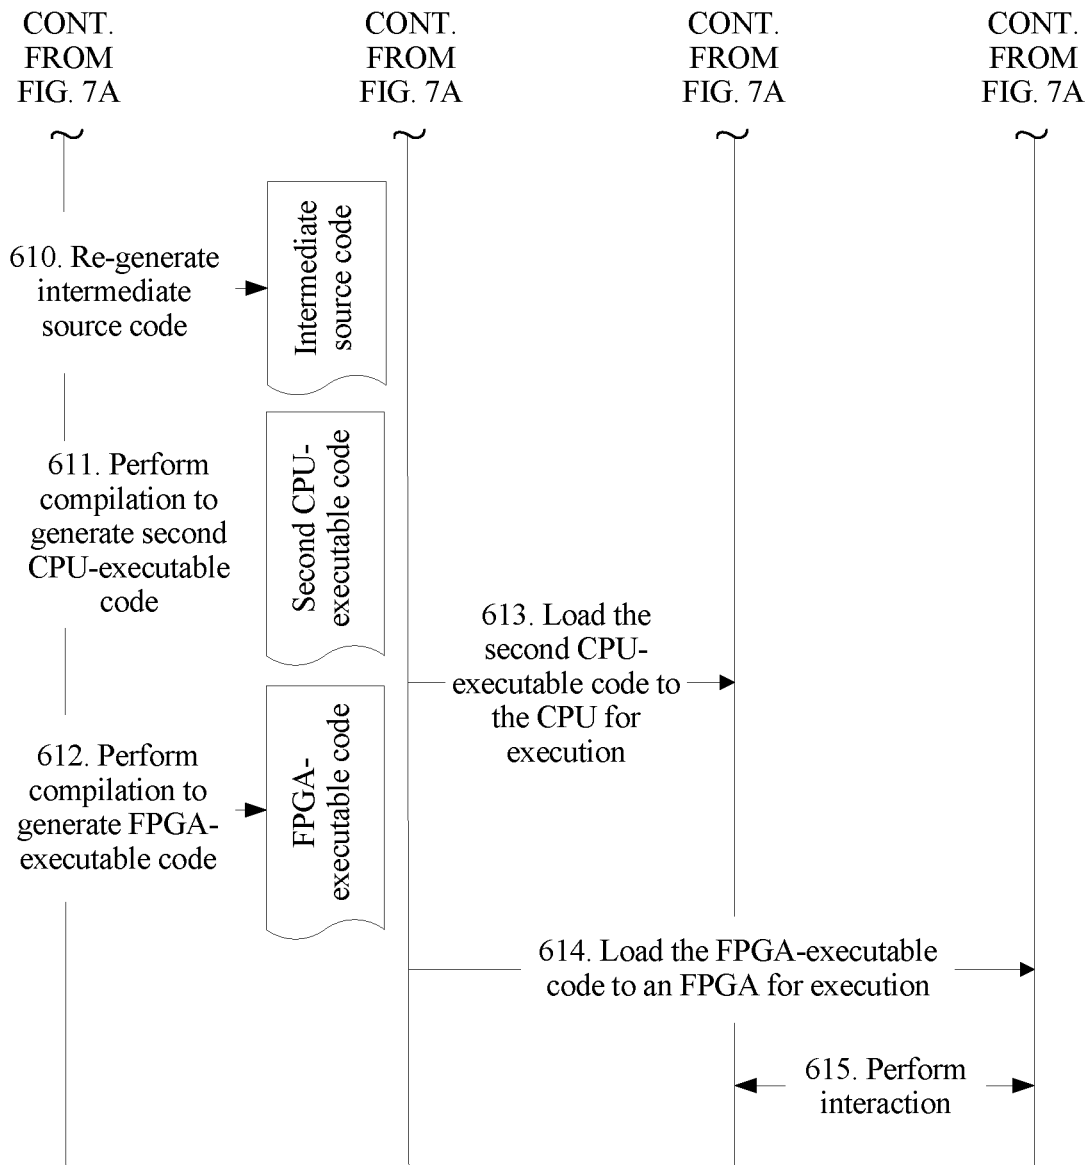 CONT.
FROM
FIG. 7A
CONT.
FROM
FIG. 7A
CONT.
FROM
FIG. 7A
CONT.
FROM
FIG. 7A
610. Re-generate
intermediate
source code
Intermediate
source code
611. Perform
compilation to
generate second
CPU-executable
code
Second CPU-
executable code
613. Load the
second CPU-
executable code to
the CPU for
execution
612. Perform
compilation to
generate FPGA-
executable code
FPGA-
executable code
614. Load the FPGA-executable
code to an FPGA for execution
615. Perform
interaction